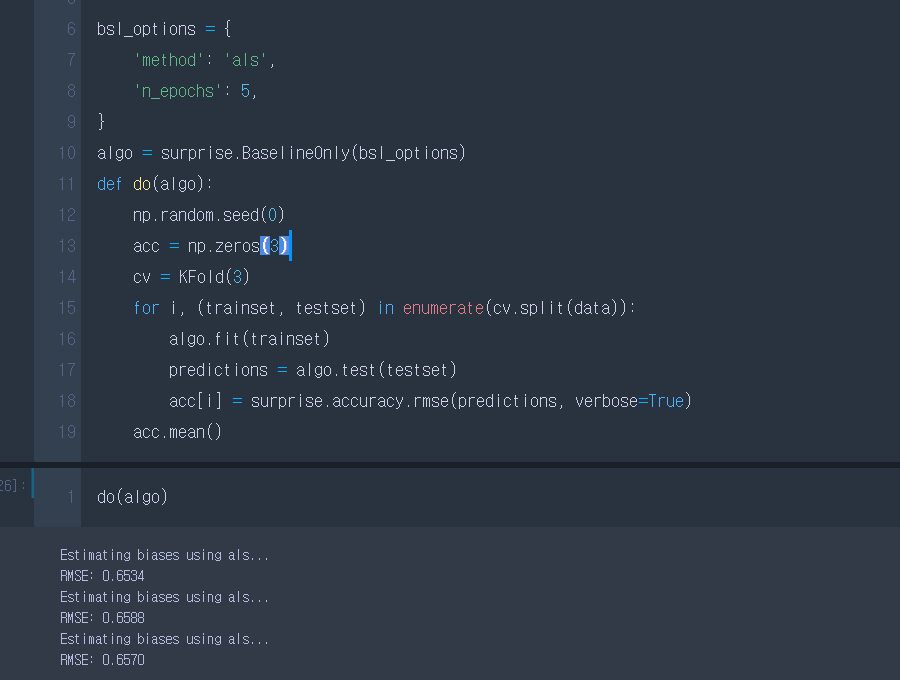 6 bsl_options = {
7     'method': 'als',
8     'n_epochs': 5,
9 }
10 algo = surprise.BaselineOnly(bsl_options)
11 def do(algo):
12     np.random.seed(0)
13     acc = np.zeros(3)
14     cv = KFold(3)
15     for i, (trainset, testset) in enumerate(cv.split(data)):
16         algo.fit(trainset)
17         predictions = algo.test(testset)
18         acc[i] = surprise.accuracy.rmse(predictions, verbose=True)
19     acc.mean()
26]: 1 do(algo)
Estimating biases using als...
RMSE: 0.6534
Estimating biases using als...
RMSE: 0.6588
Estimating biases using als...
RMSE: 0.6570